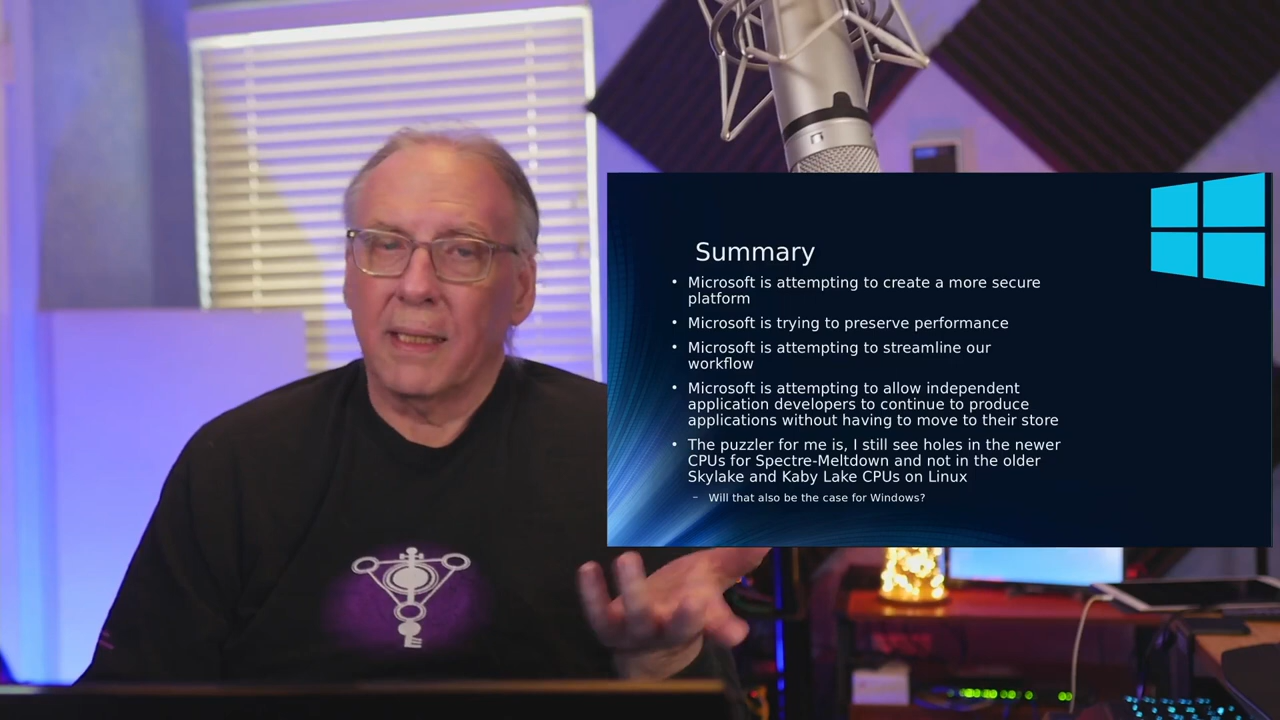 Summary
• Microsoft is attempting to create a more secure
platform
• Microsoft is trying to preserve performance
• Microsoft is attempting to streamline our
workflow
• Microsoft is attempting to allow independent
application developers to continue to produce
applications without having to move to their store
• The puzzler for me is, I still see holes in the newer
CPUs for Spectre-Meltdown and not in the older
Skylake and Kaby Lake CPUs on Linux
– Will that also be the case for Windows?